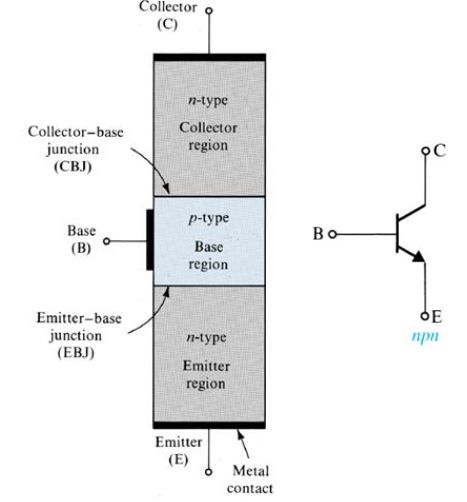 Collector
(C)
n-type
Collector
region
Collector–base
junction
(CBJ)
p-type
Base
region
Base
(B)
Emitter–base
junction
(EBJ)
n-type
Emitter
region
Emitter
(E)
Metal
contact
C
B
E
npn